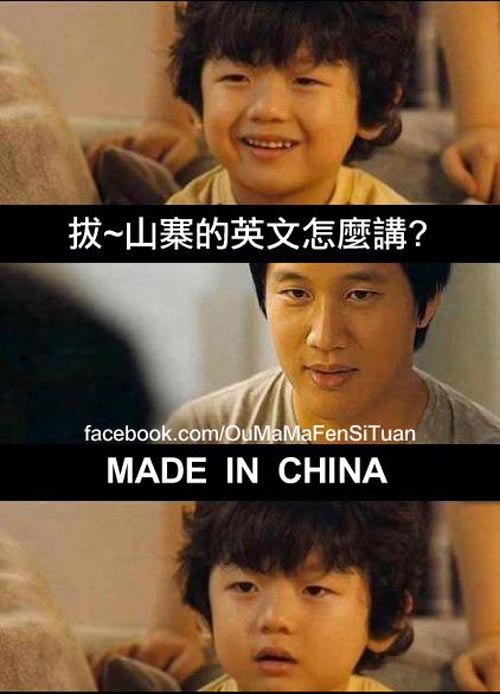 拔~山寨的英文怎麼講?
facebook.com/OuMaMaFenSiTuan
MADE IN CHINA